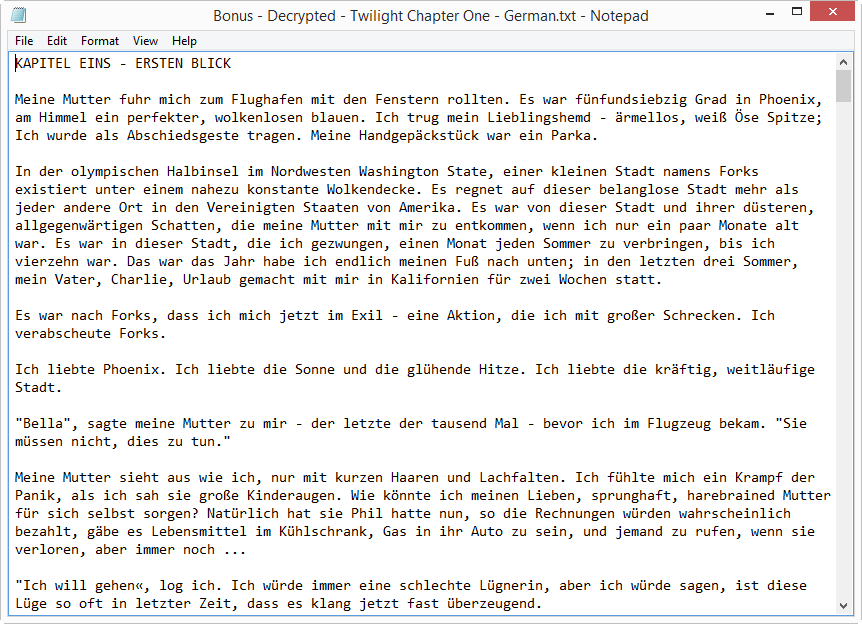 Bonus - Decrypted - Twilight Chapter One - German.txt - Notepad
File Edit Format View Help
KAPITEL EINS - ERSTEN BLICK
Meine Mutter fuhr mich zum Flughafen mit den Fenstern rollten. Es war fünfundsiebzig Grad in Phoenix,
am Himmel ein perfekter, wolkenlosen blauen. Ich trug mein Lieblingshemd - ärmellos, weiß Öse Spitze;
Ich wurde als Abschiedsgeste tragen. Meine Handgepäckstück war ein Parka.
In der olympischen Halbinsel im Nordwesten Washington State, einer kleinen Stadt namens Forks
existiert unter einem nahezu konstante Wolkendecke. Es regnet auf dieser belanglose Stadt mehr als
jeder andere Ort in den Vereinigten Staaten von Amerika. Es war von dieser Stadt und ihrer düsteren,
allgegenwärtigen Schatten, die meine Mutter mit mir zu entkommen, wenn ich nur ein paar Monate alt
war. Es war in dieser Stadt, die ich gezwungen, einen Monat jeden Sommer zu verbringen, bis ich
vierzehn war. Das war das Jahr habe ich endlich meinen Fuß nach unten; in den letzten drei Sommer,
mein Vater, Charlie, Urlaub gemacht mit mir in Kalifornien für zwei Wochen statt.
Es war nach Forks, dass ich mich jetzt im Exil - eine Aktion, die ich mit großer Schrecken. Ich
verabscheute Forks.
Ich liebte Phoenix. Ich liebte die Sonne und die glühende Hitze. Ich liebte die kräftig, weitläufige
Stadt.
"Bella", sagte meine Mutter zu mir - der letzte der tausend Mal - bevor ich im Flugzeug bekam. "Sie
müssen nicht, dies zu tun."
Meine Mutter sieht aus wie ich, nur mit kurzen Haaren und Lachfalten. Ich fühlte mich ein Krampf der
Panik, als ich sah sie große Kinderaugen. Wie könnte ich meinen Lieben, sprunghaft, harebrained Mutter
für sich selbst sorgen? Natürlich hat sie Phil hatte nun, so die Rechnungen würden wahrscheinlich
bezahlt, gäbe es Lebensmittel im Kühlschrank, Gas in ihr Auto zu sein, und jemand zu rufen, wenn sie
verloren, aber immer noch ...
"Ich will gehen«, log ich. Ich würde immer eine schlechte Lügnerin, aber ich würde sagen, ist diese
Lüge so oft in letzter Zeit, dass es klang jetzt fast überzeugend.